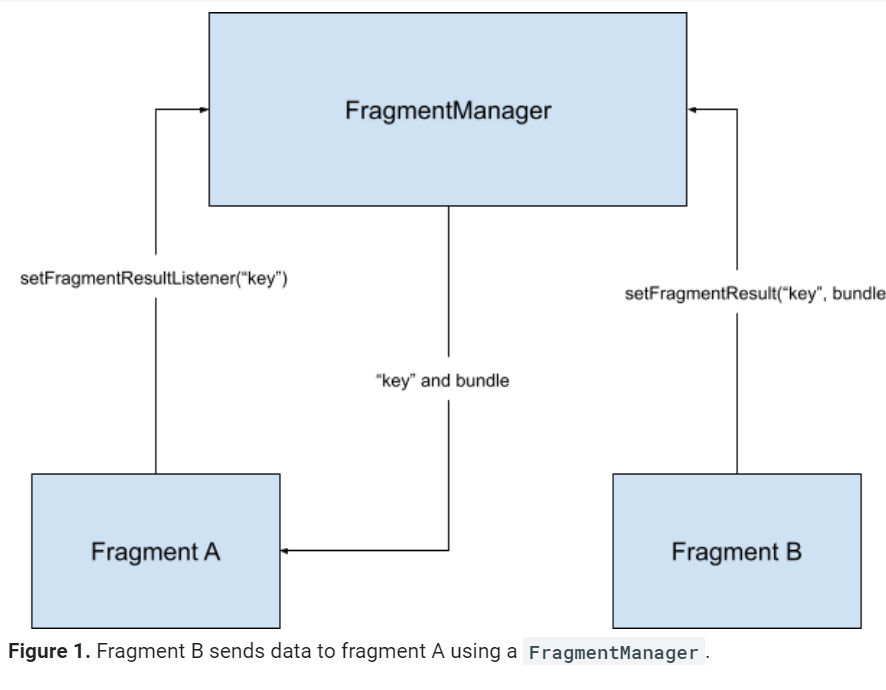 FragmentManager
setFragmentResultListener(“key”)
setFragmentResult(“key”, bundle
“key” and bundle
Fragment A
Fragment B
Figure 1. Fragment B sends data to fragment A using a FragmentManager.